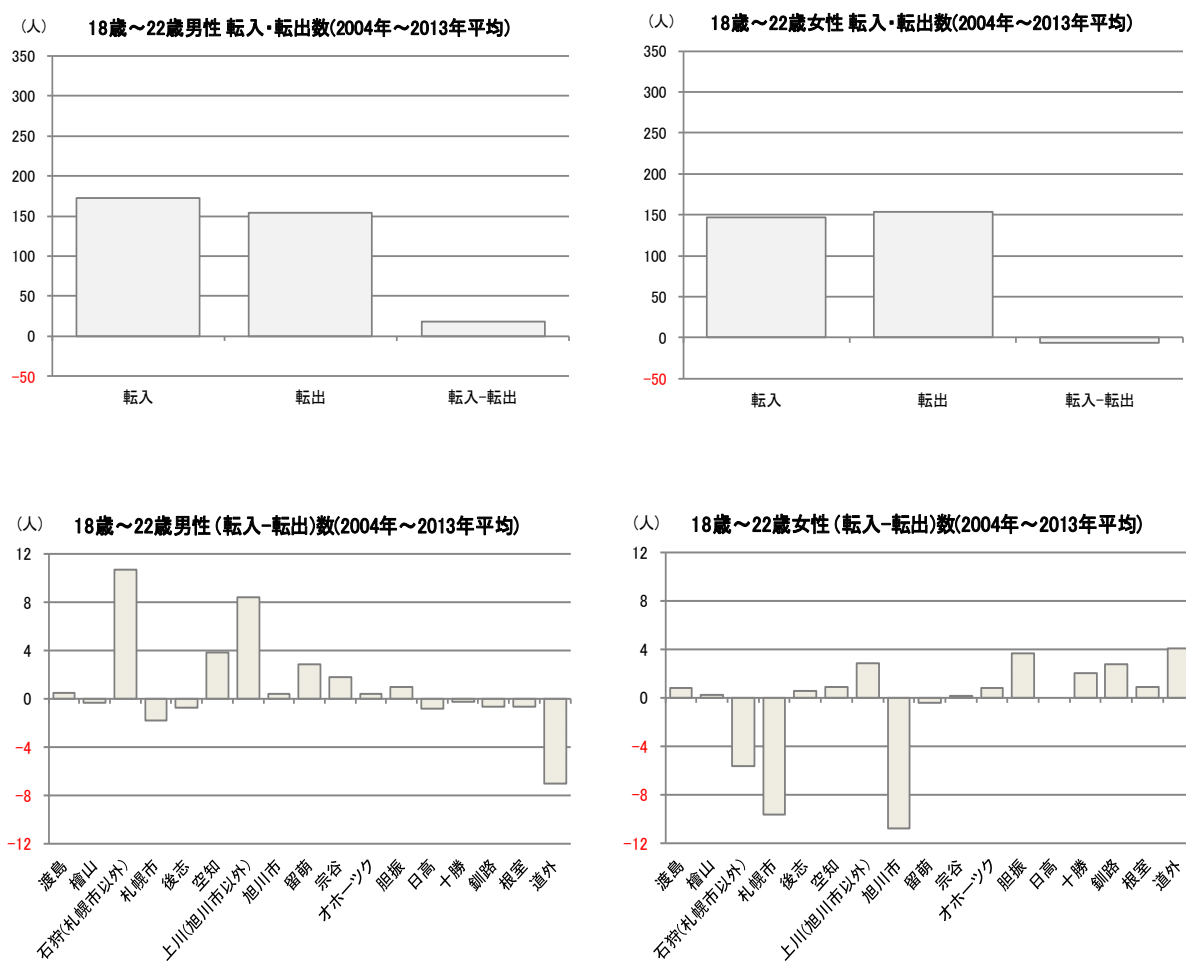 (人)
18歳～22歳男性 転入・転出数(2004年～2013年平均)
350
300
250
200
150
100
50
0
-50
転入
転出
転入-転出
(人)
18歳～22歳女性 転入・転出数(2004年～2013年平均)
350
300
250
200
150
100
50
0
-50
転入
転出
転入-転出
(人)
18歳～22歳男性（転入-転出)数(2004年～2013年平均)
12
8
4
0
-4
-8
-12
渡島
檜山
石狩(札幌市以外)
札幌市
後志
空知
上川(旭川市以外)
旭川市
留萌
宗谷
オホーツク
胆振
日高
十勝
釧路
根室
道外
(人)
18歳～22歳女性（転入-転出)数(2004年～2013年平均)
12
8
4
0
-4
-8
-12
渡島
檜山
石狩(札幌市以外)
札幌市
後志
空知
上川(旭川市以外)
旭川市
留萌
宗谷
オホーツク
胆振
日高
十勝
釧路
根室
道外